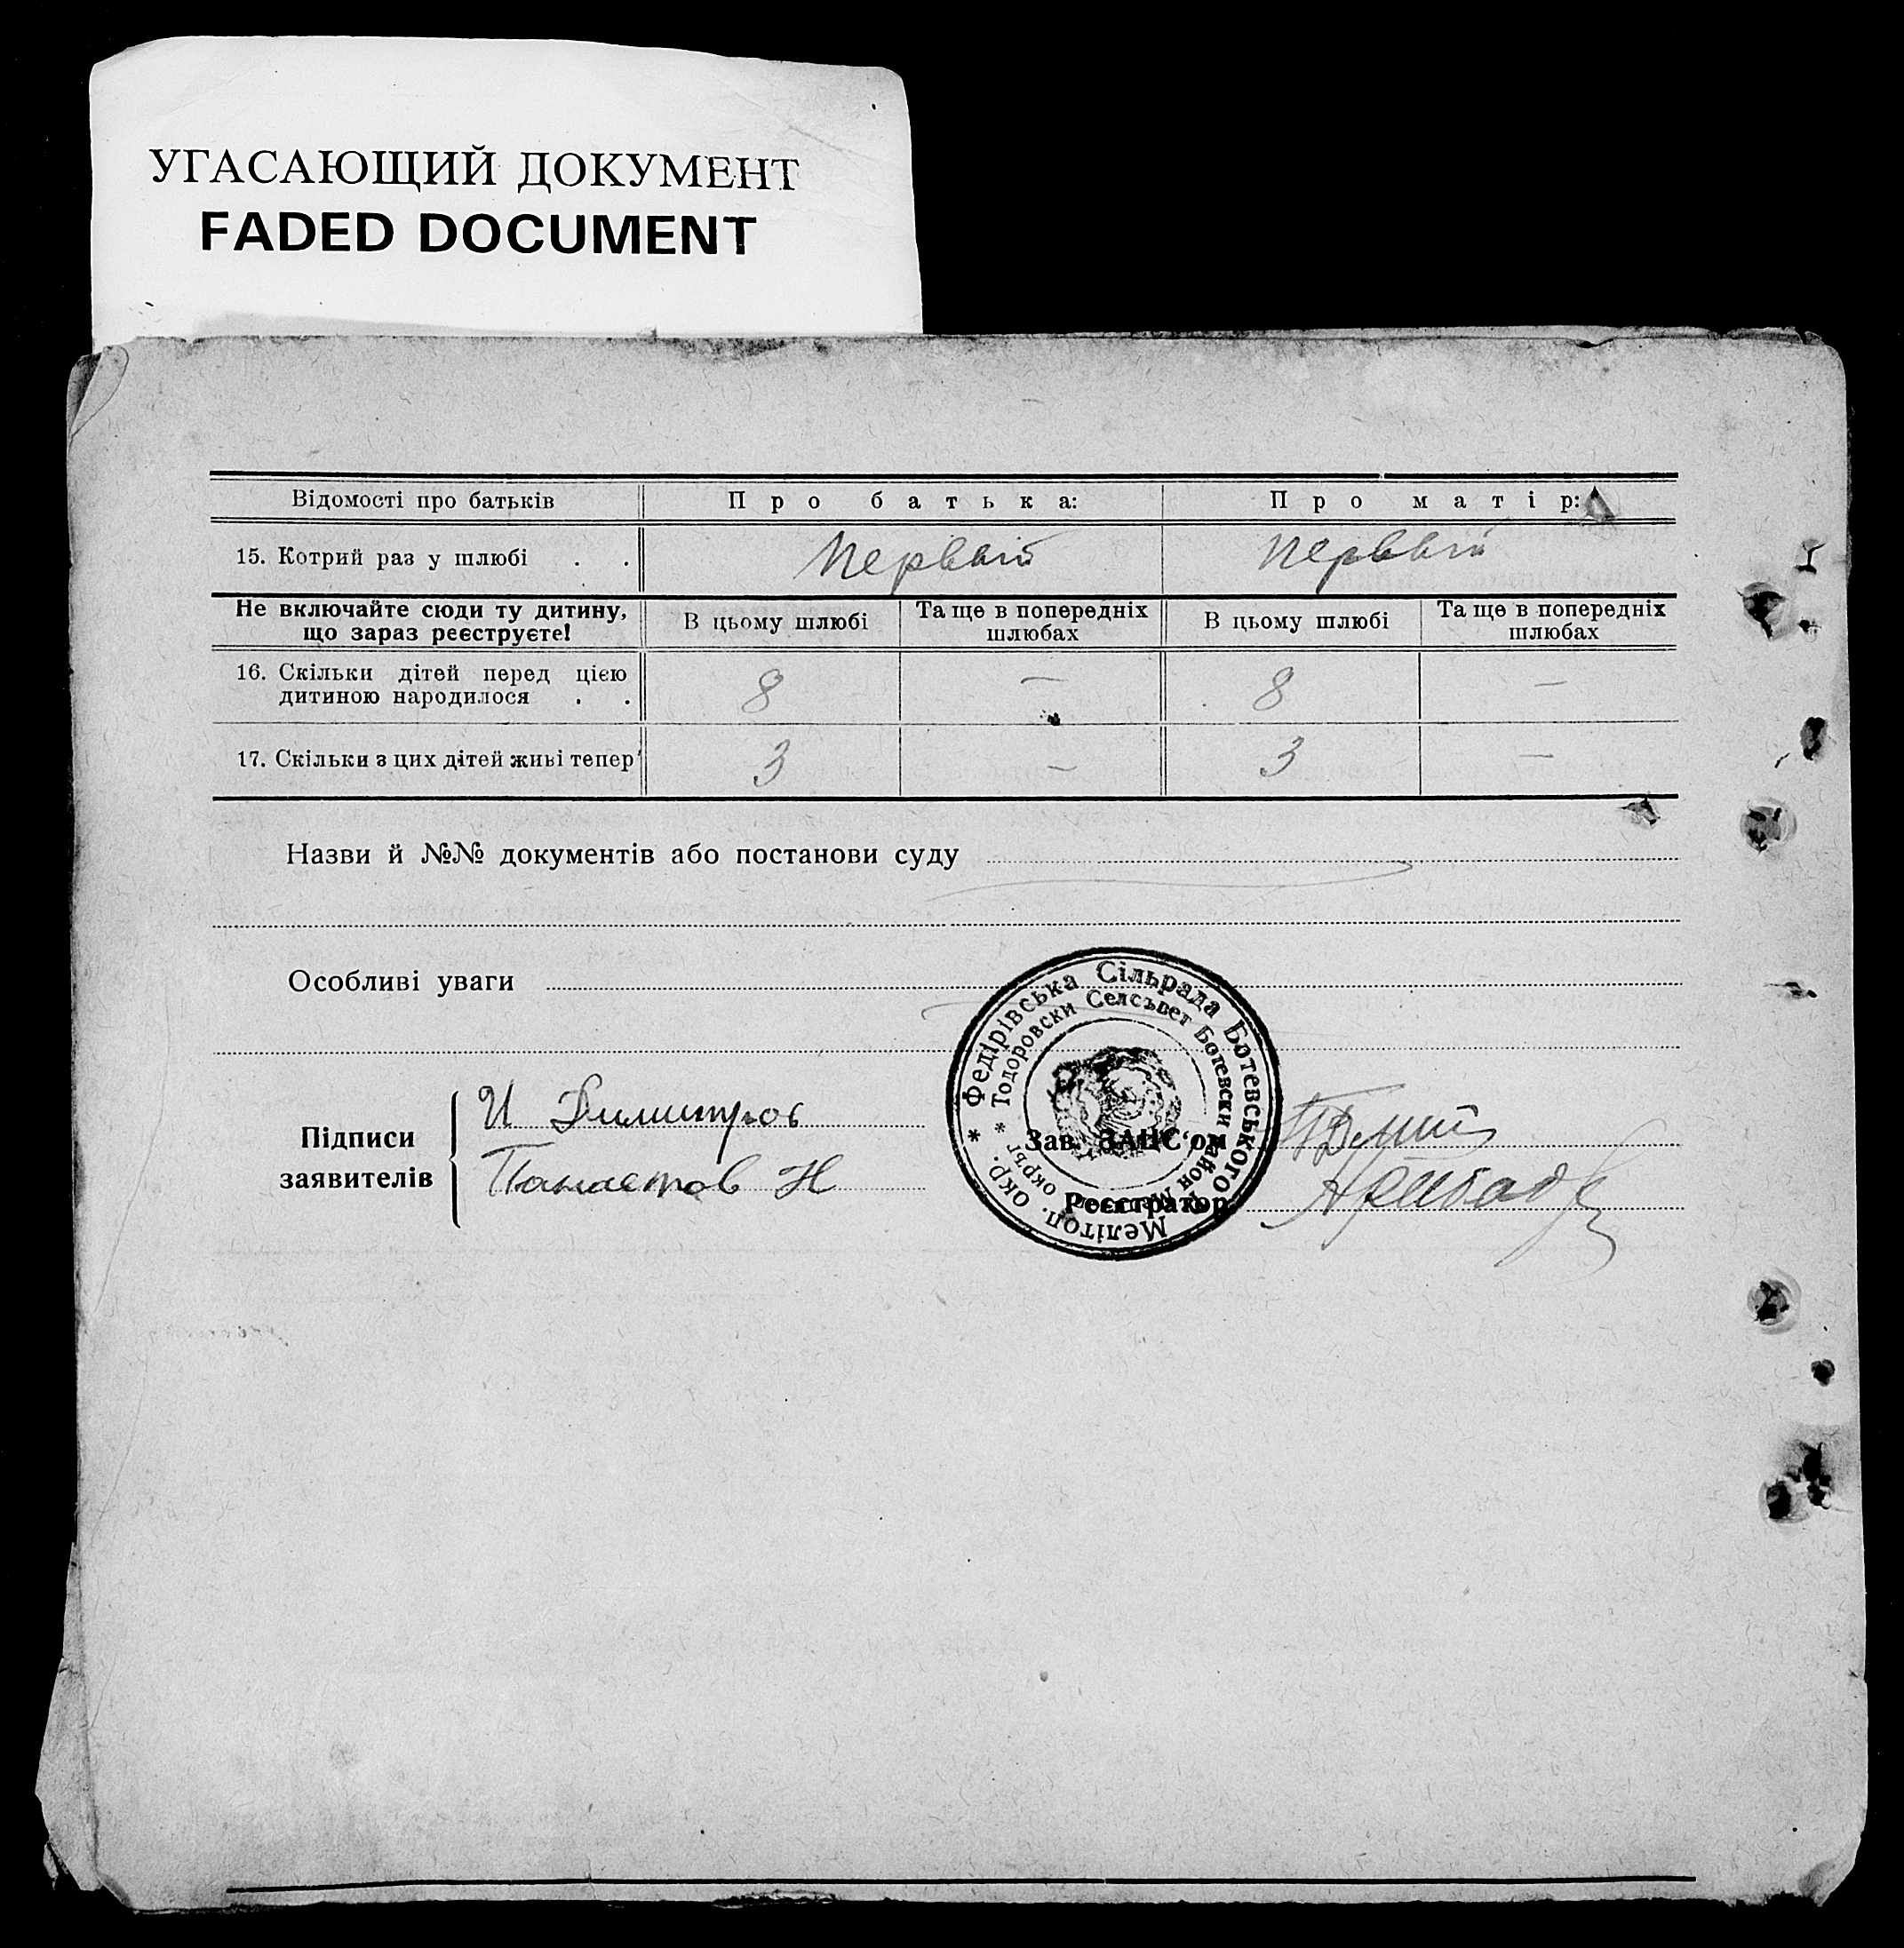 УГАСАЮЩИЙ ДОКУМЕНТ
FADED DOCUMENT
Відомості про батьків Про батька: Про матір:
15. Котрий раз у шлюбі . . Первый Первый
Не включайте сюди ту дитину, що зараз реєструєте! В цьому шлюбі Та ще в попередніх шлюбах В цьому шлюбі Та ще в попередніх шлюбах
16. Скільки дітей перед цією
дитиною народилося . . 8 — 8 —
17. Скільки з цих дітей живі тепер 3 — 3 —
Назви й №№ документів або постанови суду
Особливі уваги
Федірівська Сільрада Ботевського Мелітоп. окр.
Тодоровски Селсъвет Ботевски район окръг
Підписи
заявителів
И Димитров
Панаетов Н
Зав. ЗАГС'ом
Реєстратор